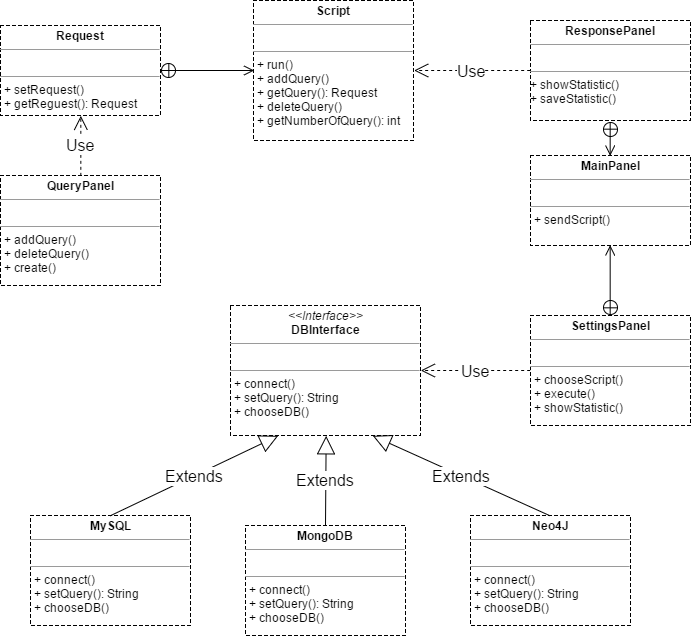 Request
+ setRequest()
+ getReguest(): Request
Script
+ run()
+ addQuery()
+ getQuery(): Request
+ deleteQuery()
+ getNumberOfQuery(): int
ResponsePanel
+ showStatistic()
+ saveStatistic()
Use
Use
QueryPanel
+ addQuery()
+ deleteQuery()
+ create()
MainPanel
+ sendScript()
<<Interface>>
DBInterface
+ connect()
+ setQuery(): String
+ chooseDB()
Use
SettingsPanel
+ chooseScript()
+ execute()
+ showStatistic()
Extends
Extends
Extends
MySQL
+ connect()
+ setQuery(): String
+ chooseDB()
MongoDB
+ connect()
+ setQuery(): String
+ chooseDB()
Neo4J
+ connect()
+ setQuery(): String
+ chooseDB()